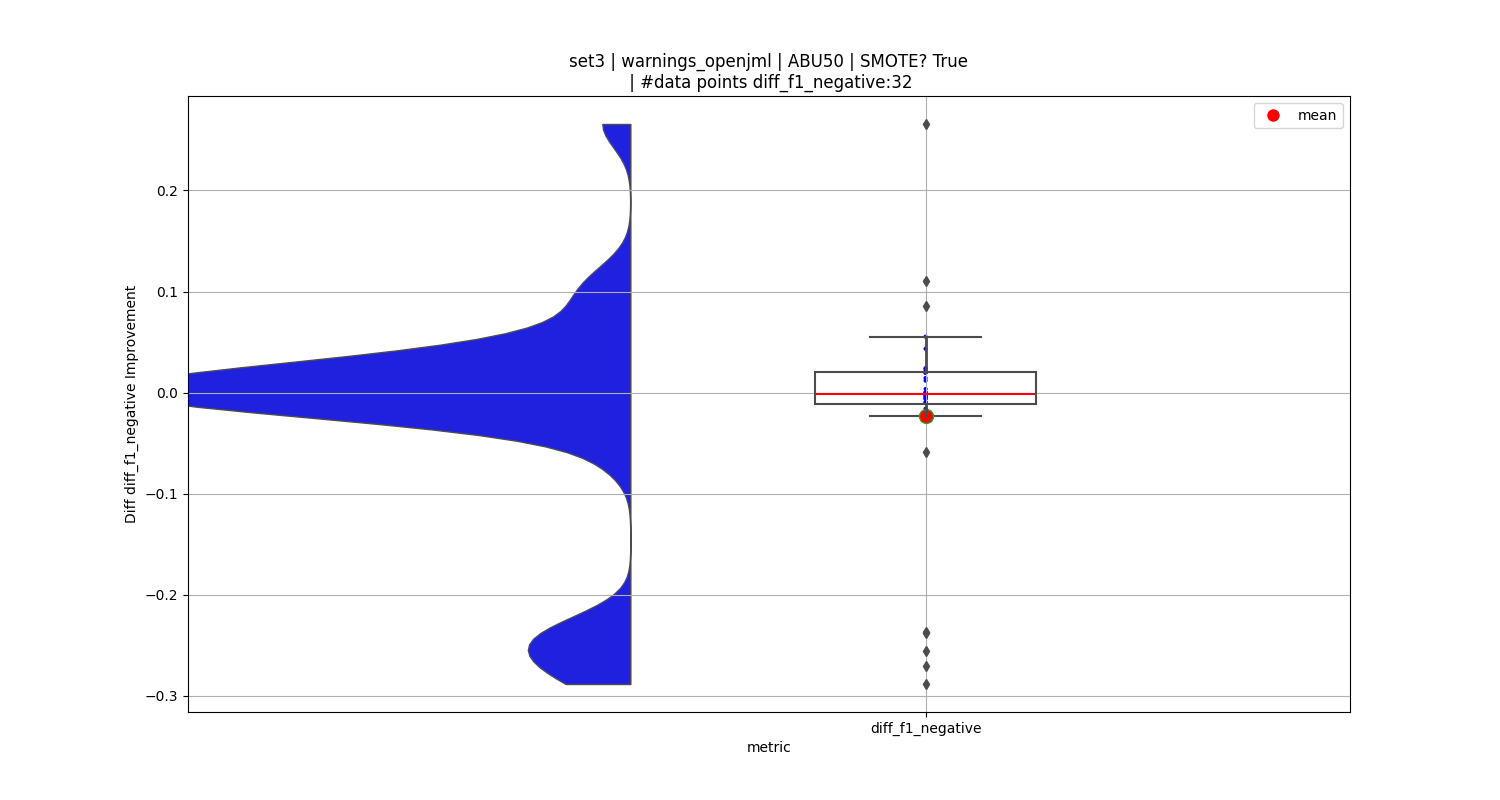 set3 | warnings_openjml | ABU50 | SMOTE? True
| #data points diff_f1_negative:32
mean
Diff diff_f1_negative Improvement
0.2
0.1
0.0
−0.1
−0.2
−0.3
diff_f1_negative
metric